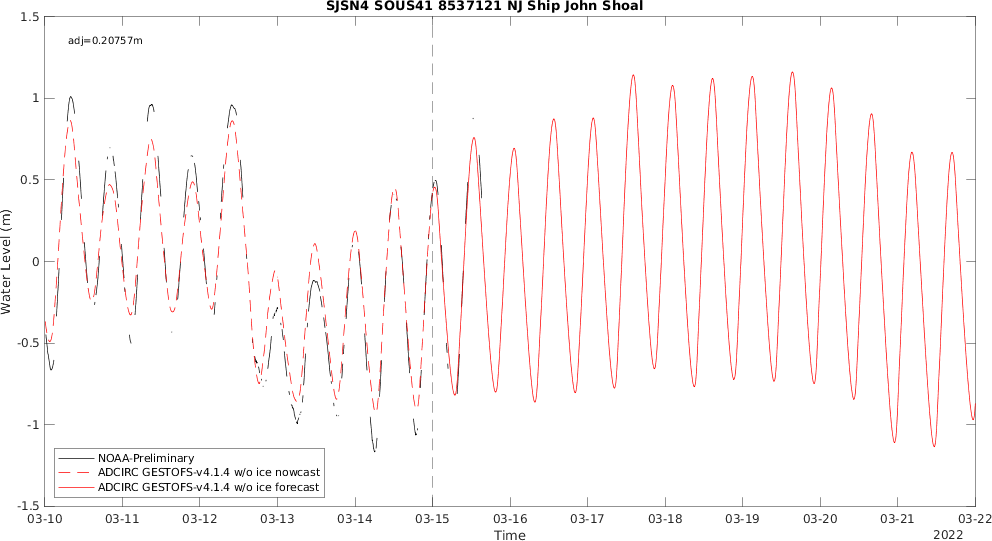 SJSN4 SOUS41 8537121 NJ Ship John Shoal
adj=0.20757m
1.5
1
0.5
0
-0.5
-1
-1.5
Water Level (m)
NOAA-Preliminary
ADCIRC GESTOFS-v4.1.4 w/o ice nowcast
ADCIRC GESTOFS-v4.1.4 w/o ice forecast
03-10 03-11 03-12 03-13 03-14 03-15 03-16 03-17 03-18 03-19 03-20 03-21 03-22
Time
2022